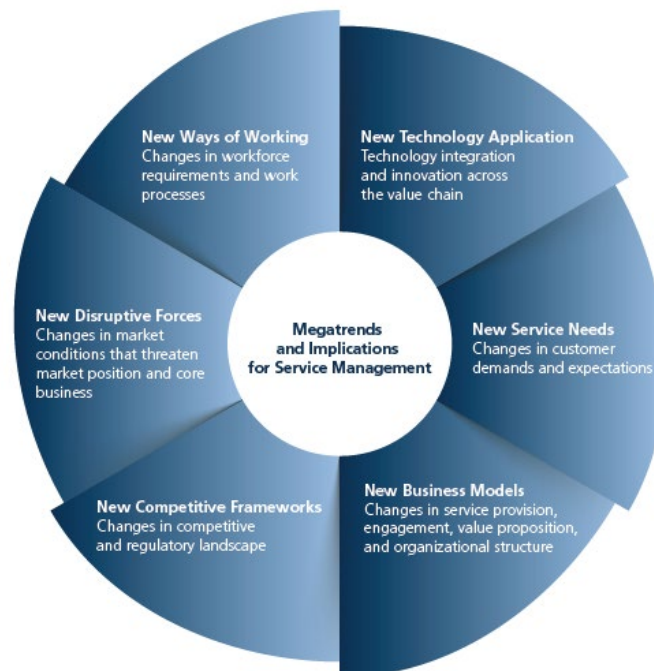 New Ways of Working
Changes in workforce
requirements and work
processes
New Technology Application
Technology integration
and innovation across
the value chain
New Disruptive Forces
Changes in market
conditions that threaten
market position and core
business
Megatrends
and Implications
for Service Management
New Service Needs
Changes in customer
demands and expectations
New Competitive Frameworks
Changes in competitive
and regulatory landscape
New Business Models
Changes in service provision,
engagement, value proposition,
and organizational structure